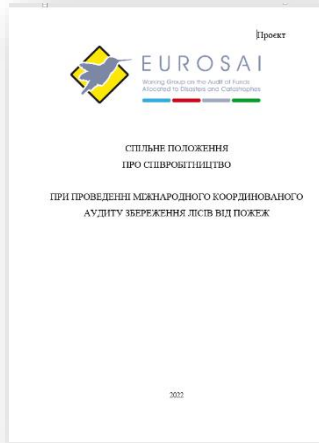 Проєкт
EUROSAI
Working Group on the Audit of Funds
Allocated to Disasters and Catastrophes
СПІЛЬНЕ ПОЛОЖЕННЯ
ПРО СПІВРОБІТНИЦТВО
ПРИ ПРОВЕДЕННІ МІЖНАРОДНОГО КООРДИНОВАНОГО
АУДИТУ ЗБЕРЕЖЕННЯ ЛІСІВ ВІД ПОЖЕЖ
2022